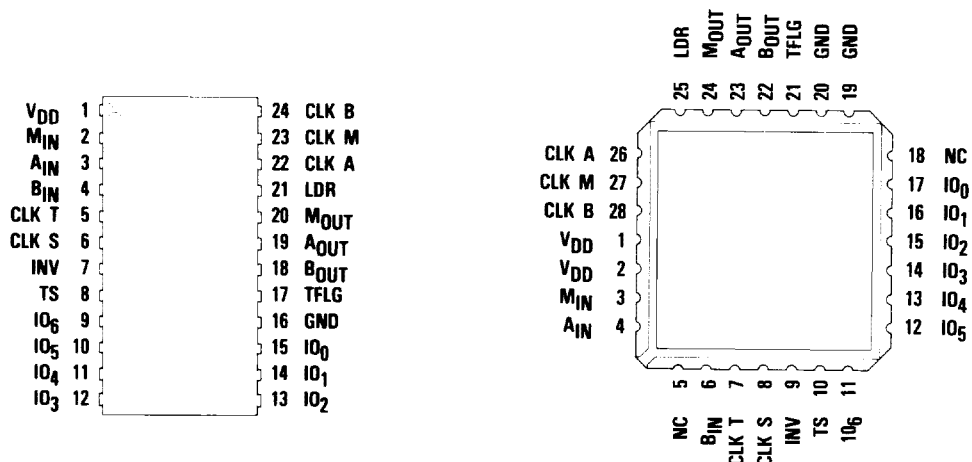 VDD 1 24 CLK B
MIN 2 23 CLK M
AIN 3 22 CLK A
BIN 4 21 LDR
CLK T 5 20 MOUT
CLK S 6 19 AOUT
INV 7 18 BOUT
TS 8 17 TFLG
IO6 9 16 GND
IO5 10 15 IO0
IO4 11 14 IO1
IO3 12 13 IO2
LDR MOUT AOUT BOUT TFLG GND GND
25 24 23 22 21 20 19
CLK A 26 18 NC
CLK M 27 17 IO0
CLK B 28 16 IO1
VDD 1 15 IO2
VDD 2 14 IO3
MIN 3 13 IO4
AIN 4 12 IO5
5 6 7 8 9 10 11
NC BIN CLK T CLK S INV TS 106